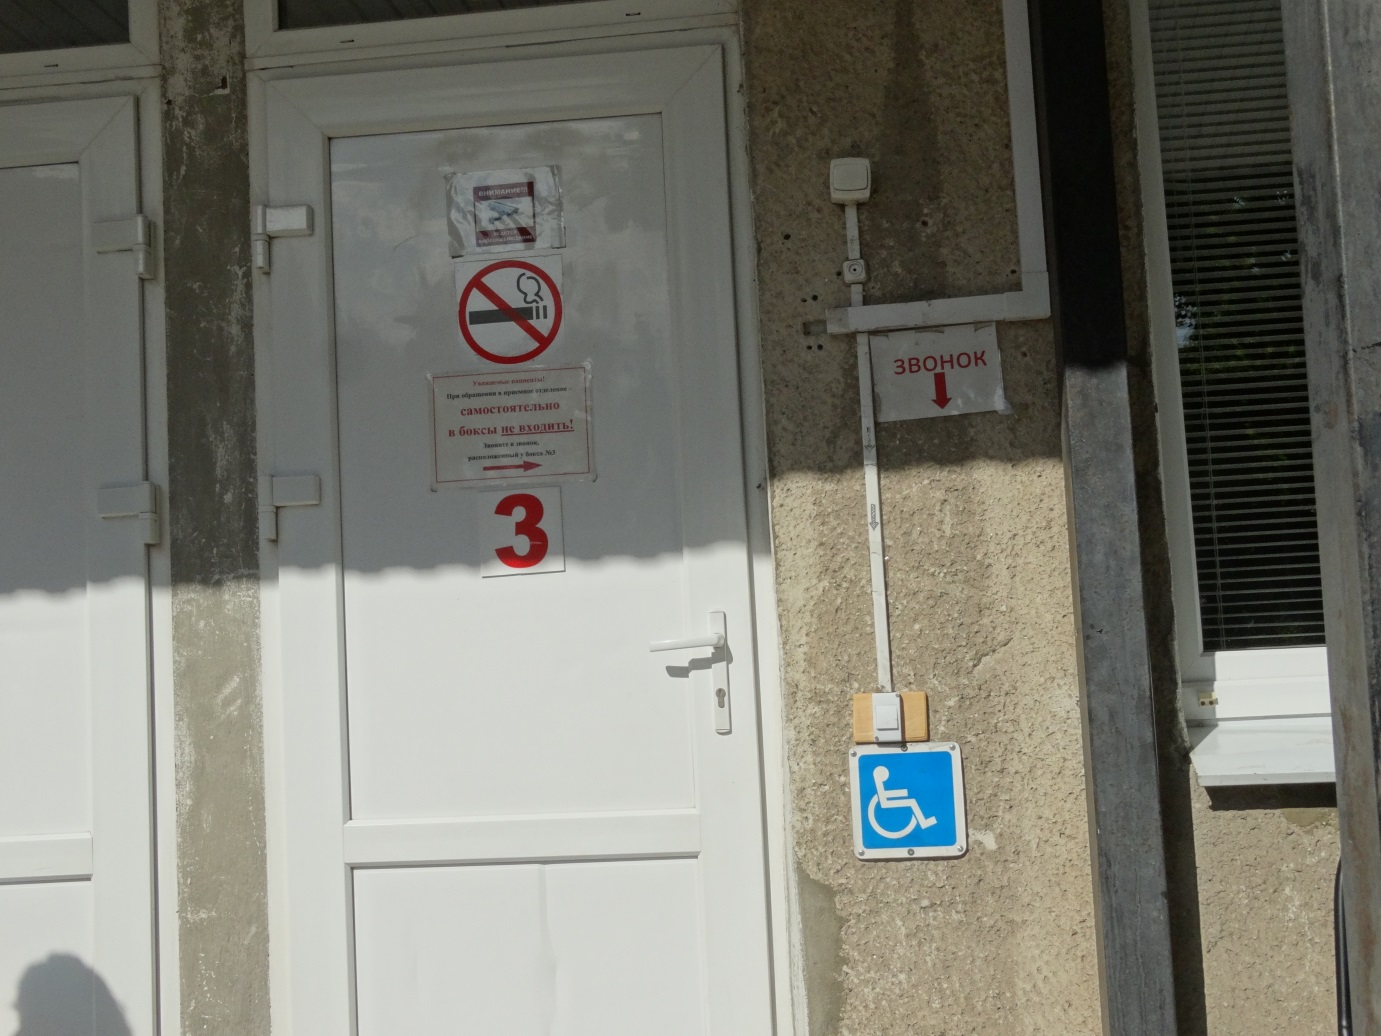 ВНИМАНИЕ!!!
Уважаемые пациенты!
При обращении в приемное отделение
самостоятельно
в боксы не входить!
Звоните в звонок,
расположенный у бокса №3
3
ЗВОНОК